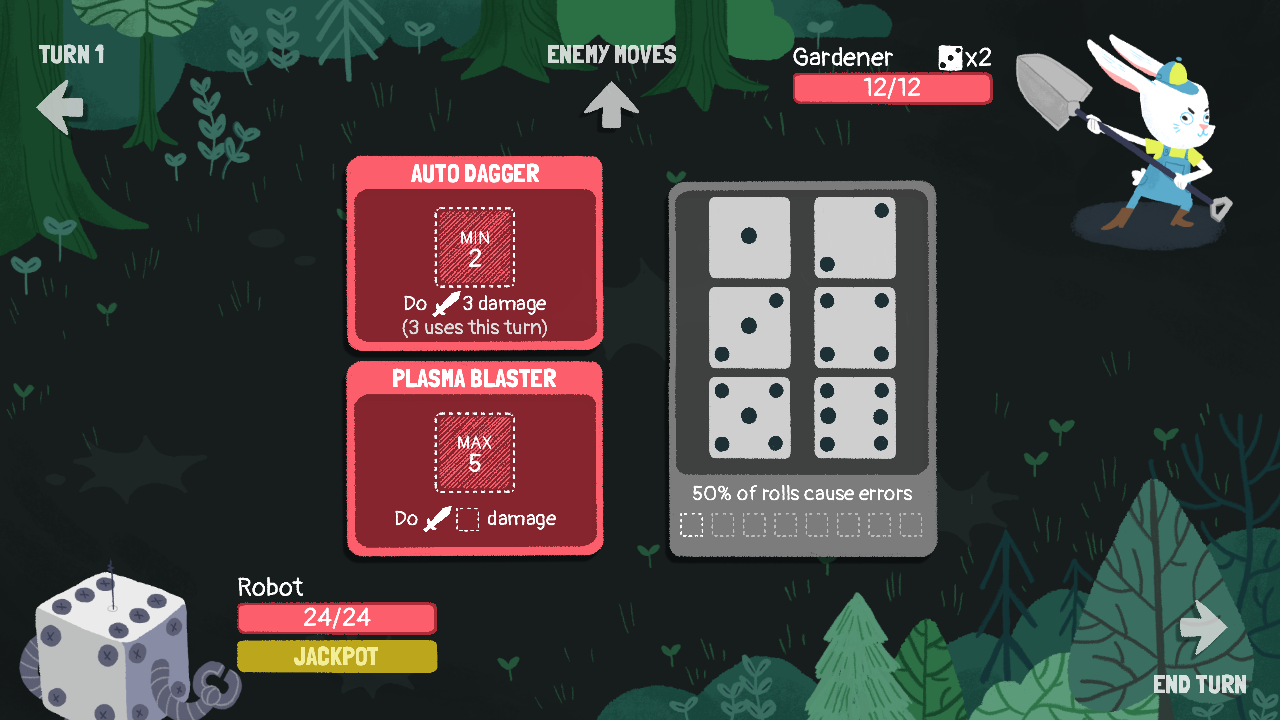 TURN 1
ENEMY MOVES
Gardener x2
12/12
AUTO DAGGER
MIN
2
Do 3 damage
(3 uses this turn)
PLASMA BLASTER
MAX
5
Do damage
50% of rolls cause errors
Robot
24/24
JACKPOT
END TURN